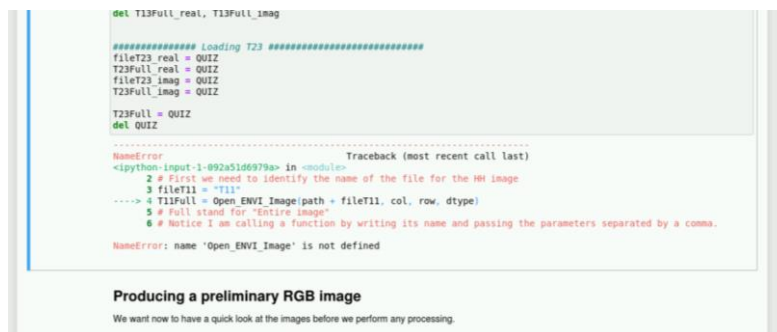 del T13Full_real, T13Full_imag
############### Loading T23 ############################
fileT23_real = QUIZ
T23Full_real = QUIZ
fileT23_imag = QUIZ
T23Full_imag = QUIZ
T23Full = QUIZ
del QUIZ
---------------------------------------------------------------------------
NameError Traceback (most recent call last)
<ipython-input-1-092a51d6979a> in <module>
2 # First we need to identify the name of the file for the HH image
3 fileT11 = "T11"
----> 4 T11Full = Open_ENVI_Image(path + fileT11, col, row, dtype)
5 # Full stand for "Entire image"
6 # Notice I am calling a function by writing its name and passing the parameters separated by a comma.
NameError: name 'Open_ENVI_Image' is not defined
Producing a preliminary RGB image
We want now to have a quick look at the images before we perform any processing.